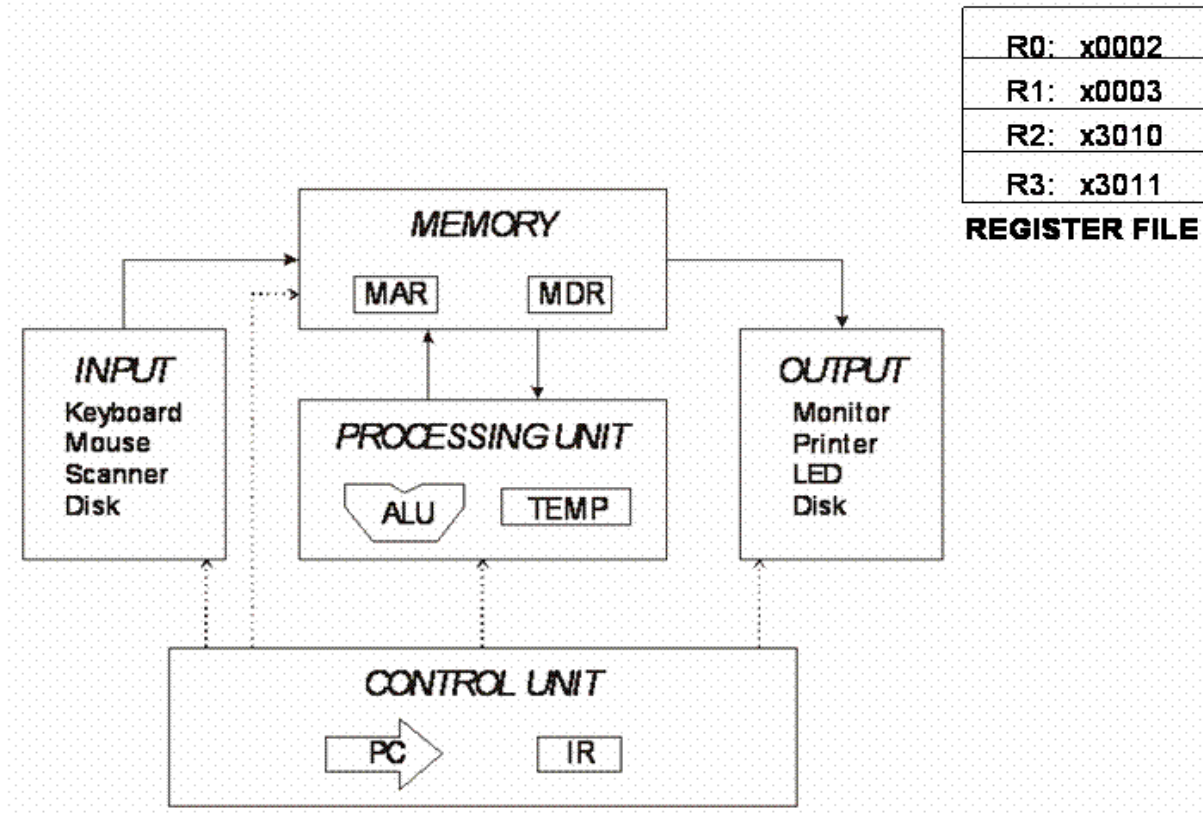 R0: x0002
R1: x0003
R2: x3010
R3: x3011
REGISTER FILE
MEMORY
MAR
MDR
INPUT
Keyboard
Mouse
Scanner
Disk
PROCESSING UNIT
ALU
TEMP
OUTPUT
Monitor
Printer
LED
Disk
CONTROL UNIT
PC
IR